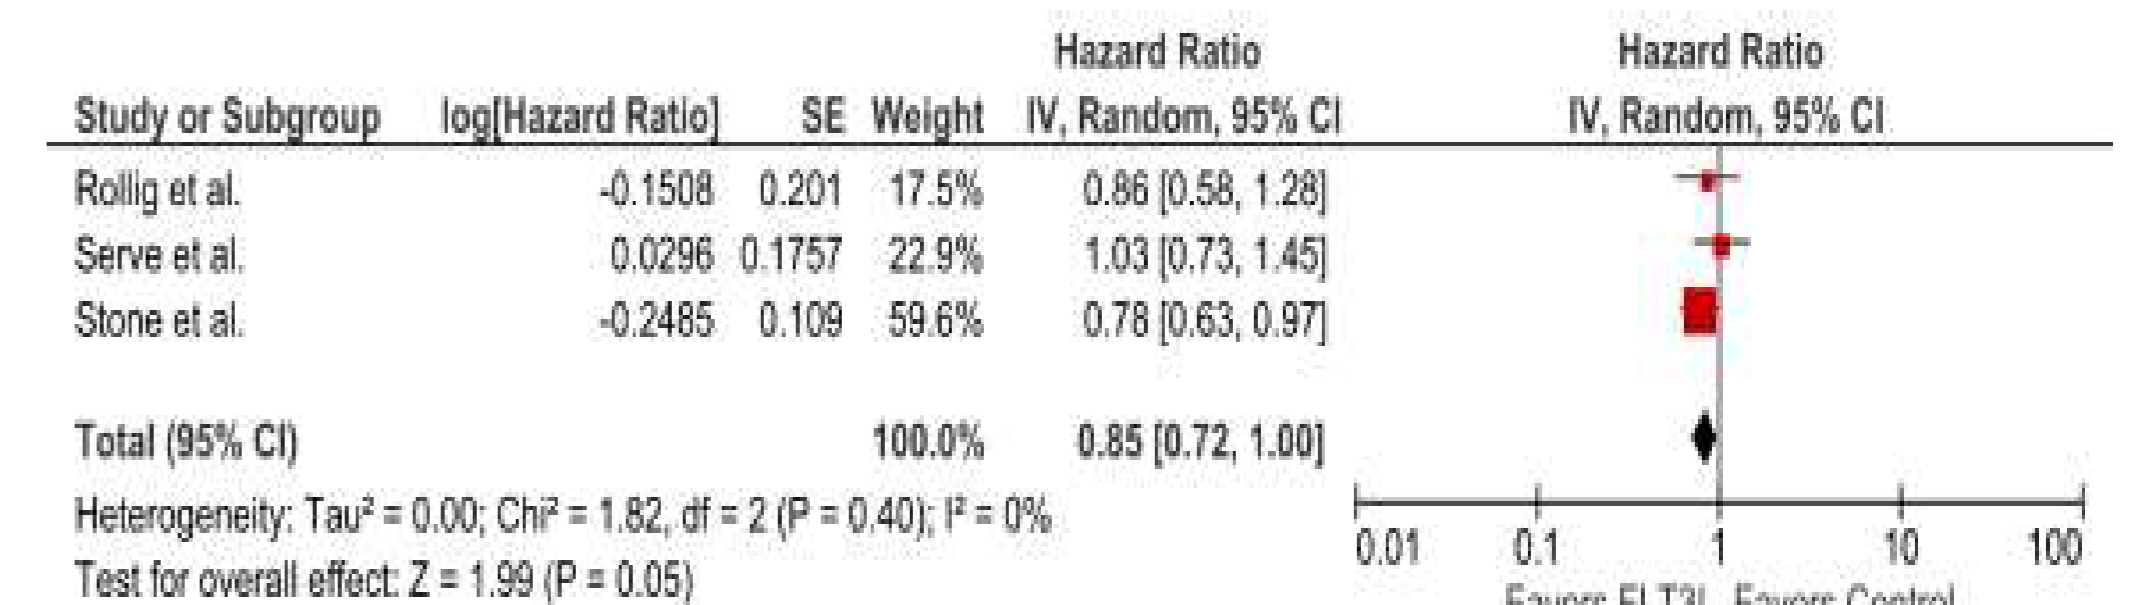 Hazard Ratio Hazard Ratio
Study or Subgroup log[Hazard Ratio] SE Weight IV, Random, 95% CI IV, Random, 95% CI
Rollig et al. -0.1508 0.201 17.5% 0.86 [0.58, 1.28]
Serve et al. 0.0296 0.1757 22.9% 1.03 [0.73, 1.45]
Stone et al. -0.2485 0.109 59.6% 0.78 [0.63, 0.97]
Total (95% CI) 100.0% 0.85 [0.72, 1.00]
Heterogeneity: Tau² = 0.00; Chi² = 1.82, df = 2 (P = 0.40); I² = 0%
Test for overall effect: Z = 1.99 (P = 0.05)
0.01 0.1 1 10 100
Favors FLT3I Favors Control